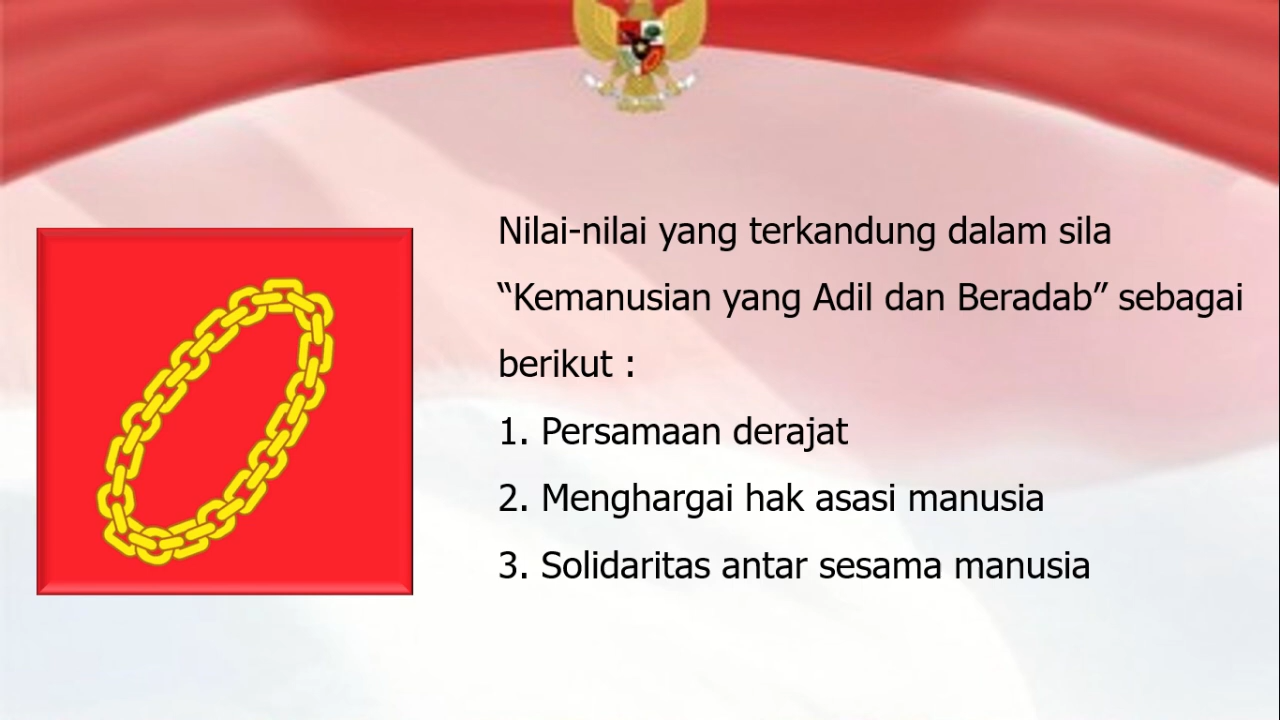 Nilai-nilai yang terkandung dalam sila
“Kemanusian yang Adil dan Beradab” sebagai
berikut :
1. Persamaan derajat
2. Menghargai hak asasi manusia
3. Solidaritas antar sesama manusia